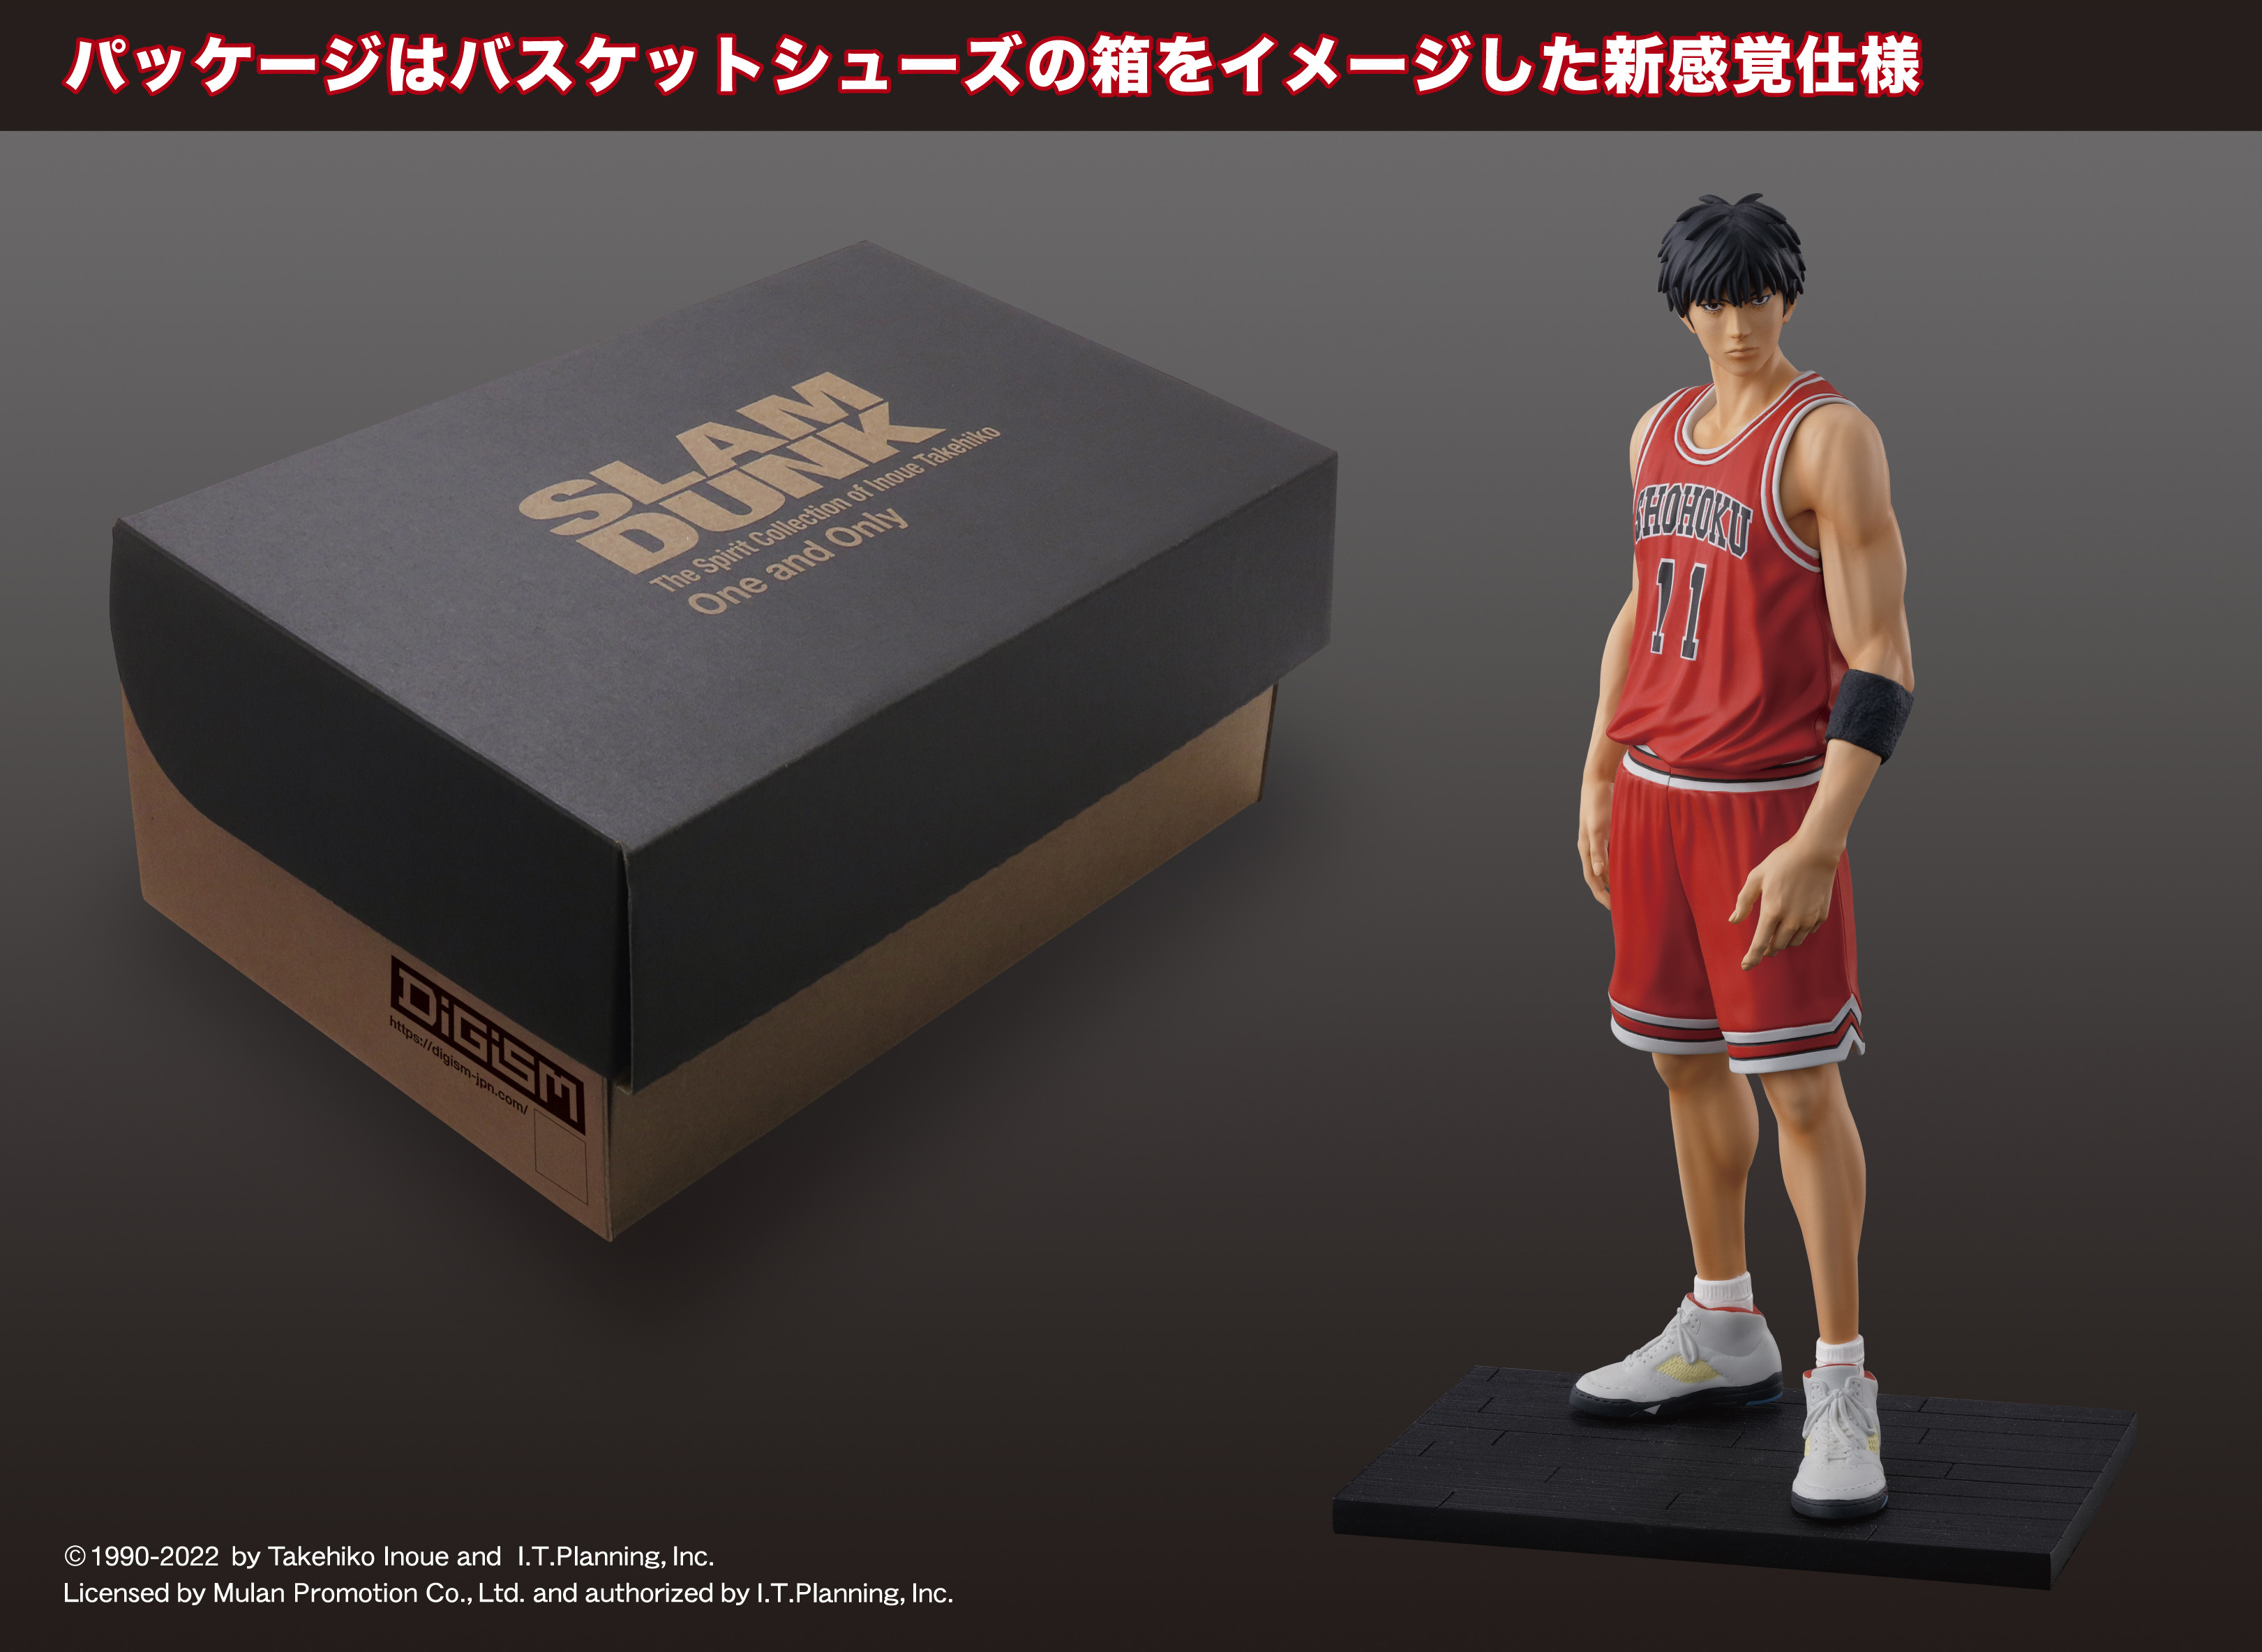 パッケージはバスケットシューズの箱をイメージした新感覚仕様
SLAM
DUNK
The Spirit Collection of Inoue Takehiko
One and Only
DiGiSM
https://digism-jpn.com/
SHOHOKU
11
©1990-2022 by Takehiko Inoue and I.T.Planning, Inc.
Licensed by Mulan Promotion Co., Ltd. and authorized by I.T.Planning, Inc.